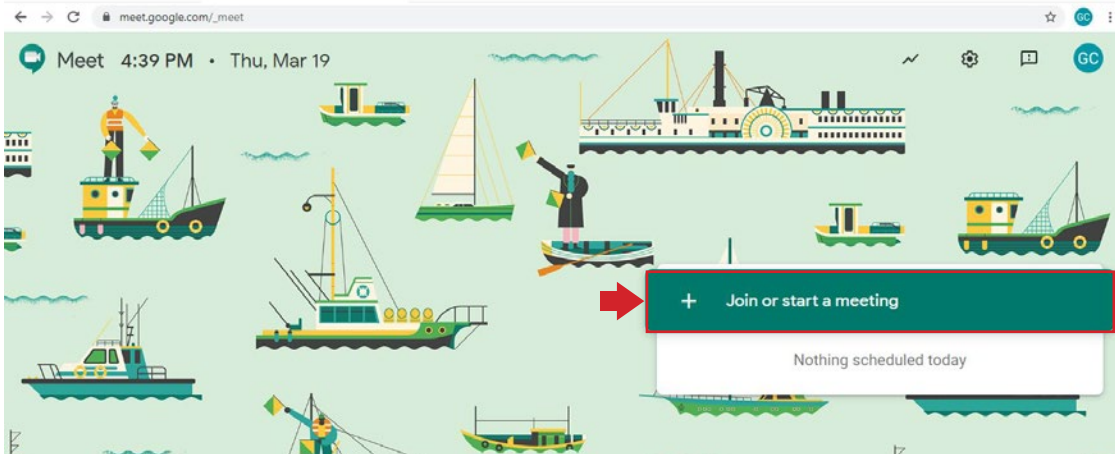 meet.google.com/_meet
GC
Meet 4:39 PM • Thu, Mar 19
GC
+ Join or start a meeting
Nothing scheduled today